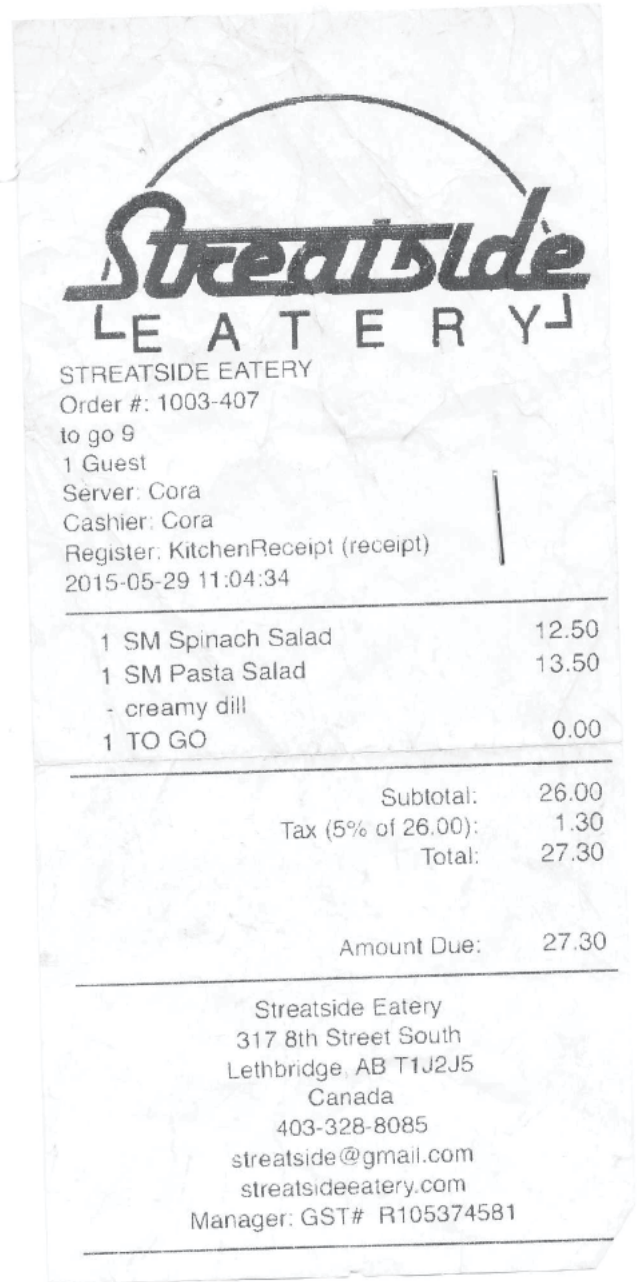 Streatside
EATERY
STREATSIDE EATERY
Order #: 1003-407
to go 9
1 Guest
Server: Cora
Cashier: Cora
Register: KitchenReceipt (receipt)
2015-05-29 11:04:34
1 SM Spinach Salad 12.50
1 SM Pasta Salad 13.50
- creamy dill
1 TO GO 0.00
Subtotal: 26.00
Tax (5% of 26.00): 1.30
Total: 27.30
Amount Due: 27.30
Streatside Eatery
317 8th Street South
Lethbridge, AB T1J2J5
Canada
403-328-8085
streatside@gmail.com
streatsideeatery.com
Manager: GST# R105374581